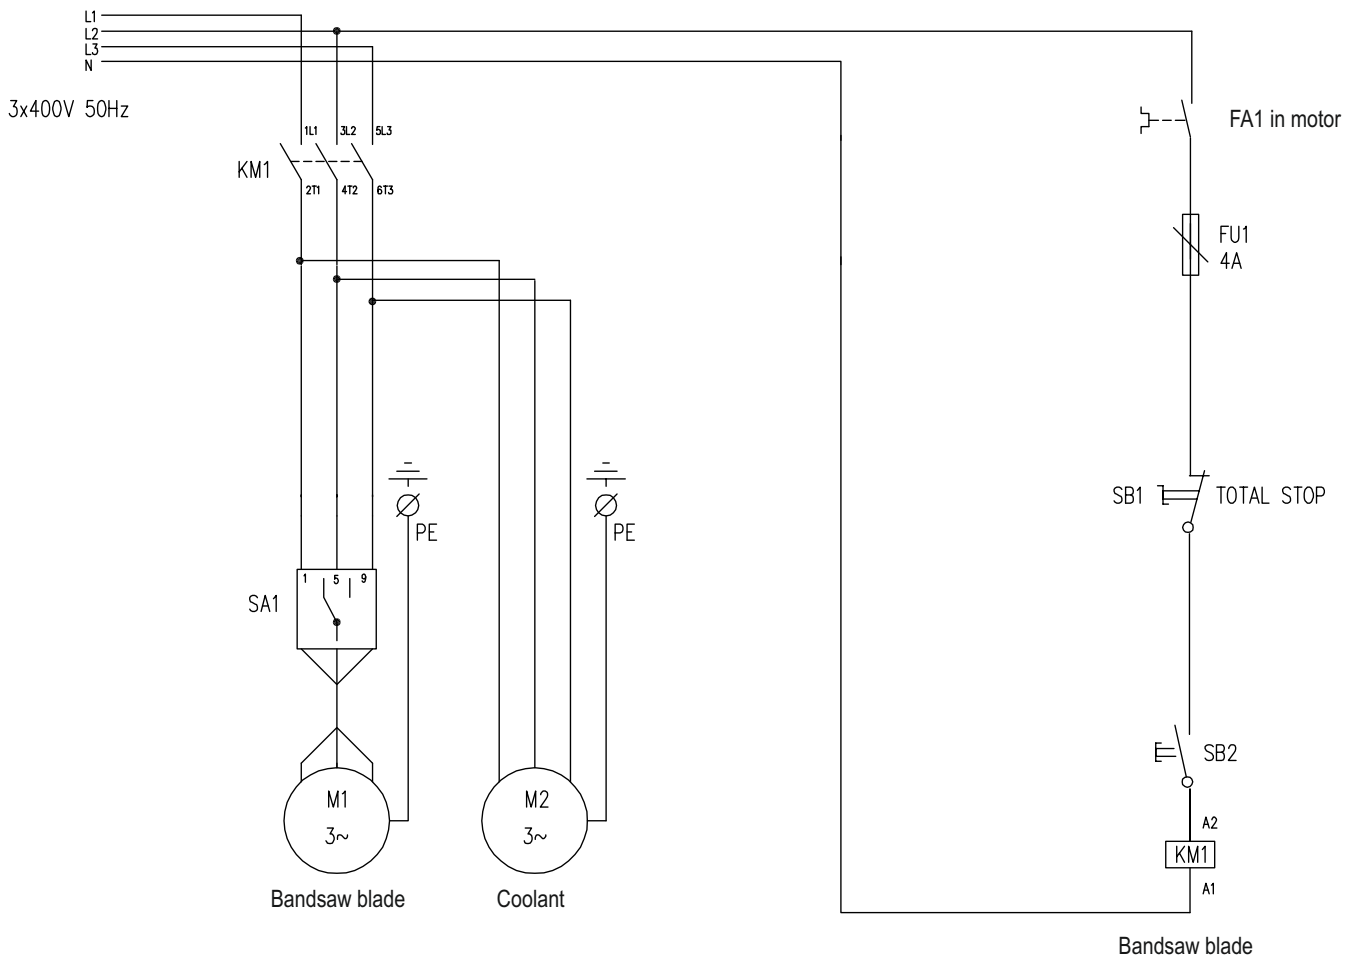 L1
L2
L3
N
3x400V 50Hz
1L1 3L2 5L3
KM1
2T1 4T2 6T3
FA1 in motor
FU1
4A
SB1 TOTAL STOP
PE PE
1 5 9
SA1
SB2
M1
3~
M2
3~
A2
KM1
A1
Bandsaw blade
Coolant
Bandsaw blade